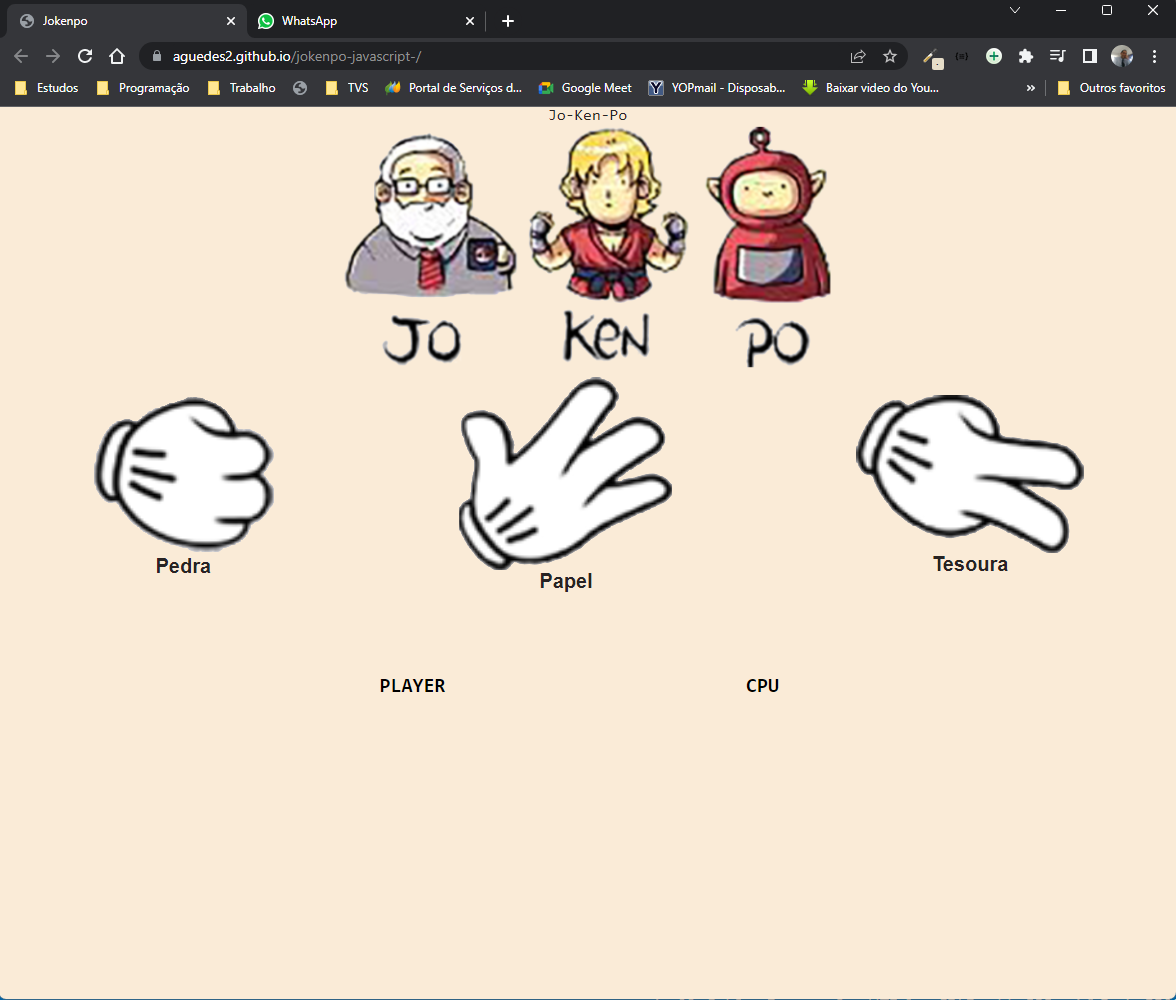 Jokenpo
WhatsApp
aguedes2.github.io/jokenpo-javascript-/
Estudos
Programação
Trabalho
TVS
Portal de Serviços d...
Google Meet
YOPmail - Disposab...
Baixar video do You...
»
Outros favoritos
Jo-Ken-Po
JO KEN PO
Pedra
Papel
Tesoura
PLAYER CPU